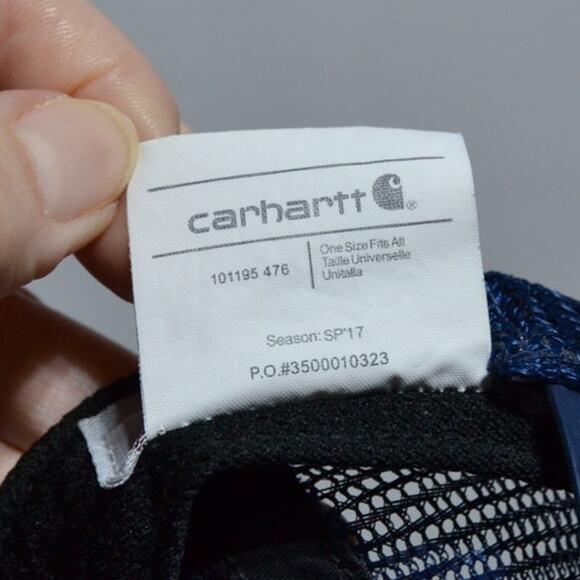 carhartt ®
101195 476
One Size Fits All
Taille Universelle
Unitalla
Season: SP'17
P.O.#3500010323